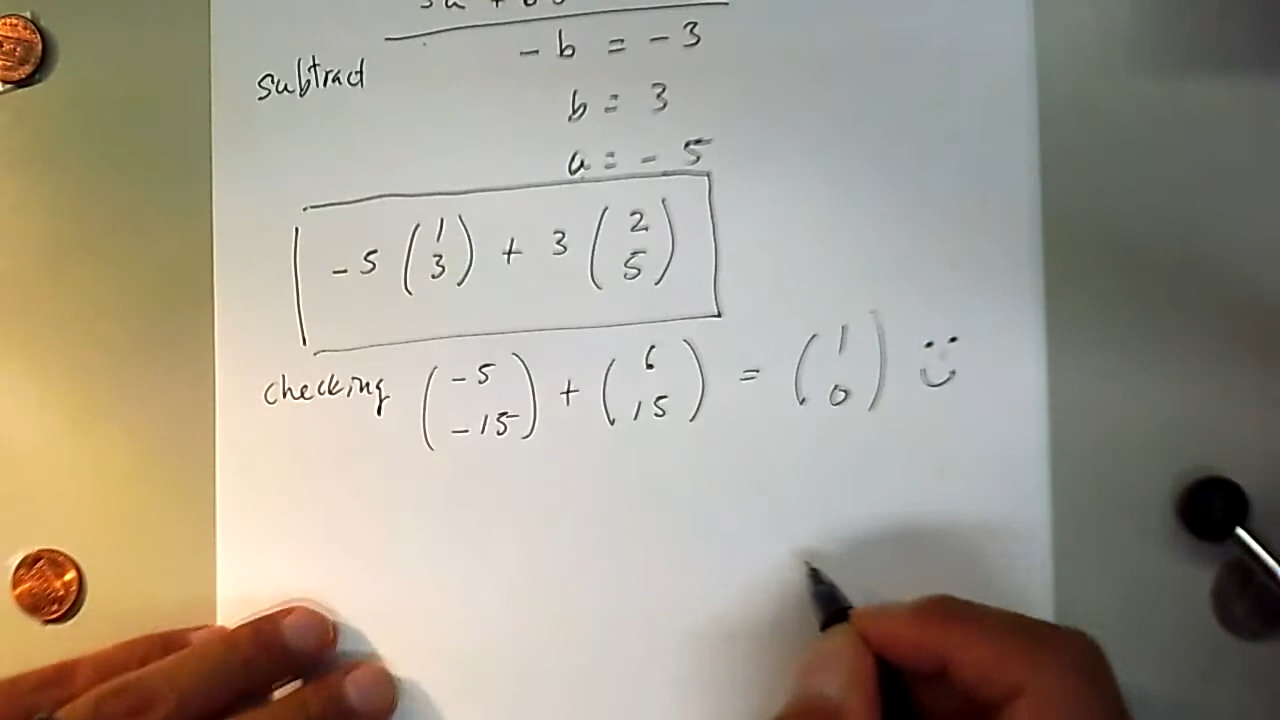 - b = - 3
subtract
b = 3
a = - 5
- 5 ( 1 3 ) + 3 ( 2 5 )
checking ( - 5 - 15 ) + ( 6 15 ) = ( 1 0 )